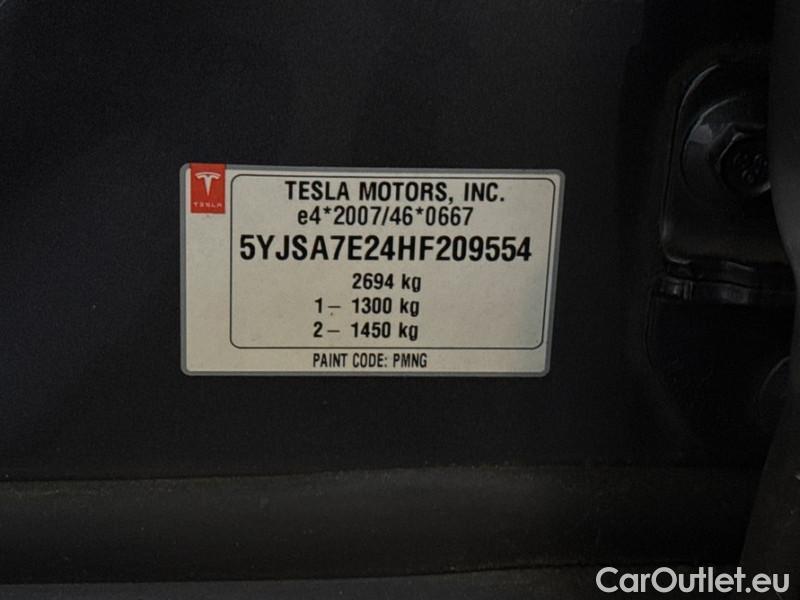 TESLA
TESLA MOTORS, INC.
e4*2007/46*0667
5YJSA7E24HF209554
2694 kg
1– 1300 kg
2– 1450 kg
PAINT CODE: PMNG
CarOutlet.eu